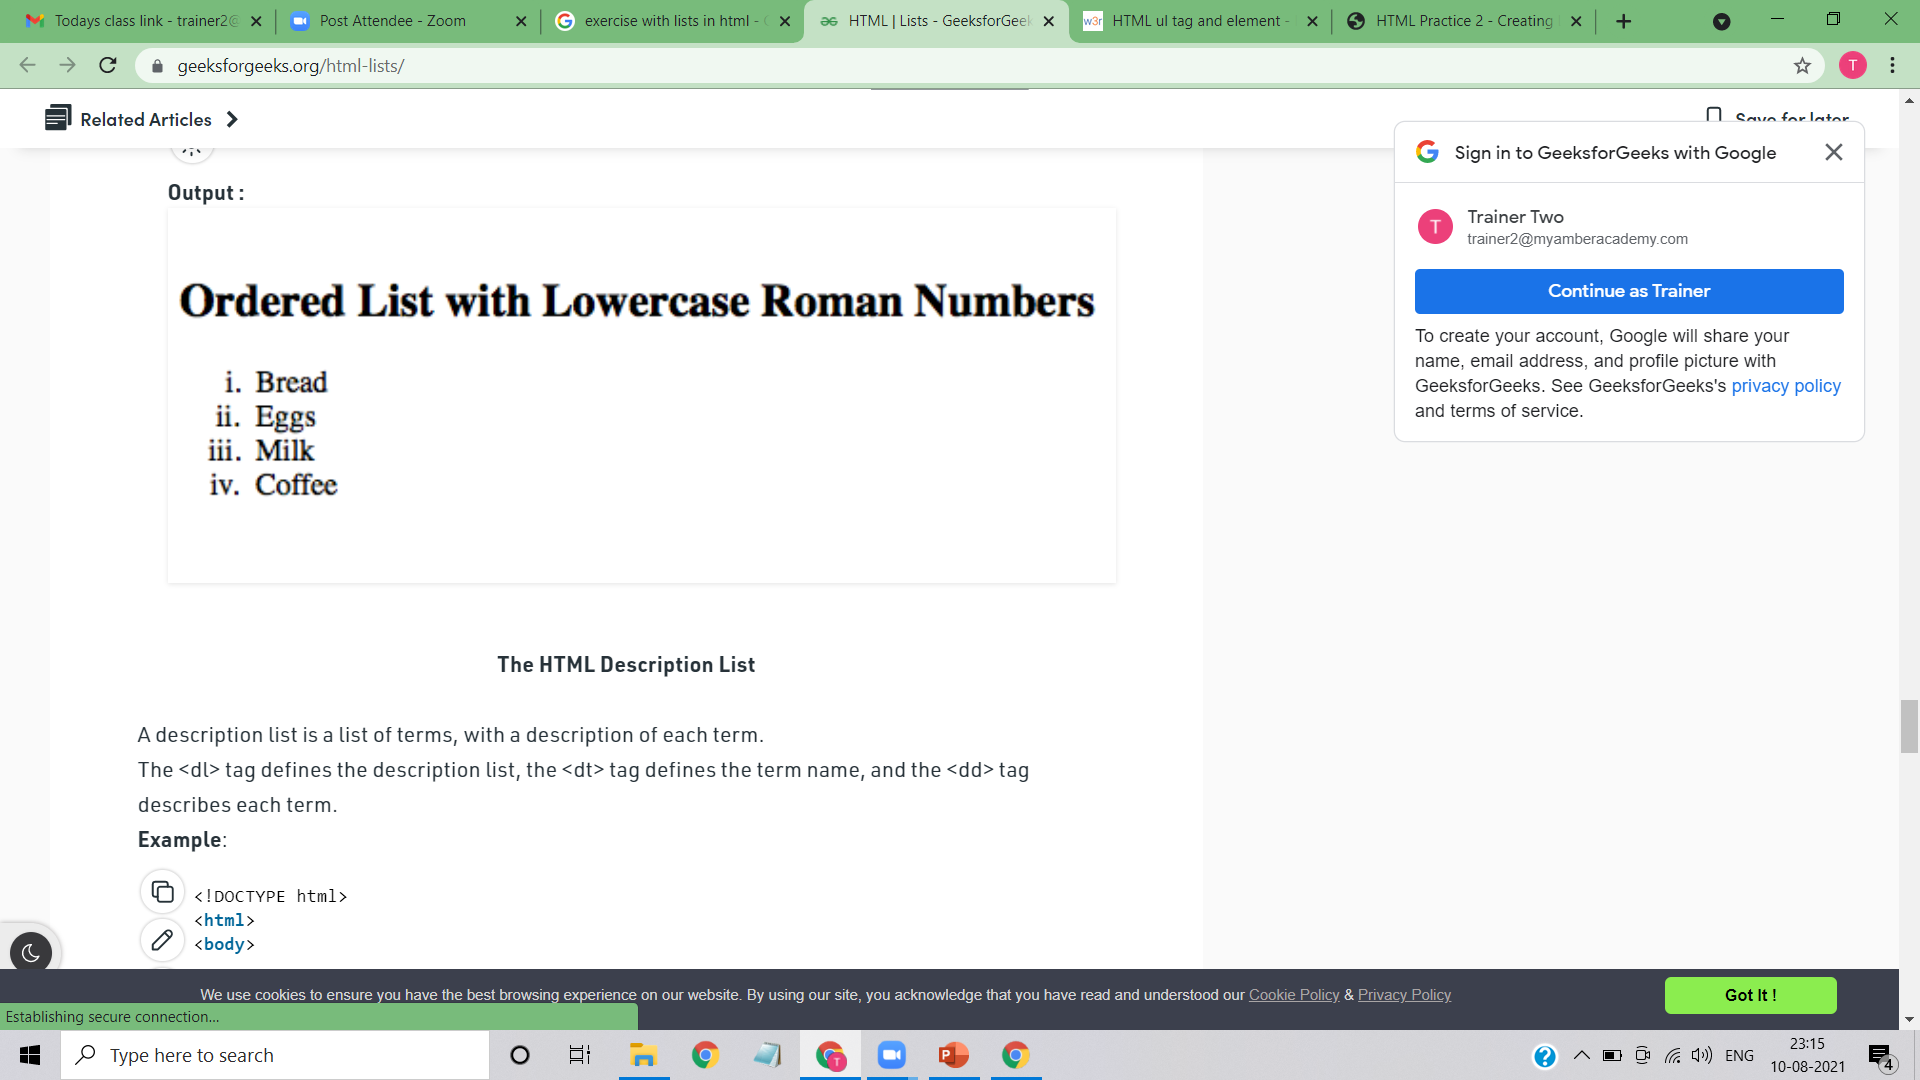 Todays class link - trainer2@
Post Attendee - Zoom
exercise with lists in html - G
HTML | Lists - GeeksforGeek
w3r HTML ul tag and element -
HTML Practice 2 - Creating
geeksforgeeks.org/html-lists/
T
Related Articles
Save for later
Sign in to GeeksforGeeks with Google
T
Trainer Two
trainer2@myamberacademy.com
Continue as Trainer
To create your account, Google will share your
name, email address, and profile picture with
GeeksforGeeks. See GeeksforGeeks's privacy policy
and terms of service.
Output :
Ordered List with Lowercase Roman Numbers
i. Bread
ii. Eggs
iii. Milk
iv. Coffee
The HTML Description List
A description list is a list of terms, with a description of each term.
The <dl> tag defines the description list, the <dt> tag defines the term name, and the <dd> tag
describes each term.
Example:
<!DOCTYPE html>
<html>
<body>
We use cookies to ensure you have the best browsing experience on our website. By using our site, you acknowledge that you have read and understood our Cookie Policy & Privacy Policy
Got It !
Establishing secure connection...
Type here to search
ENG
23:15
10-08-2021
4